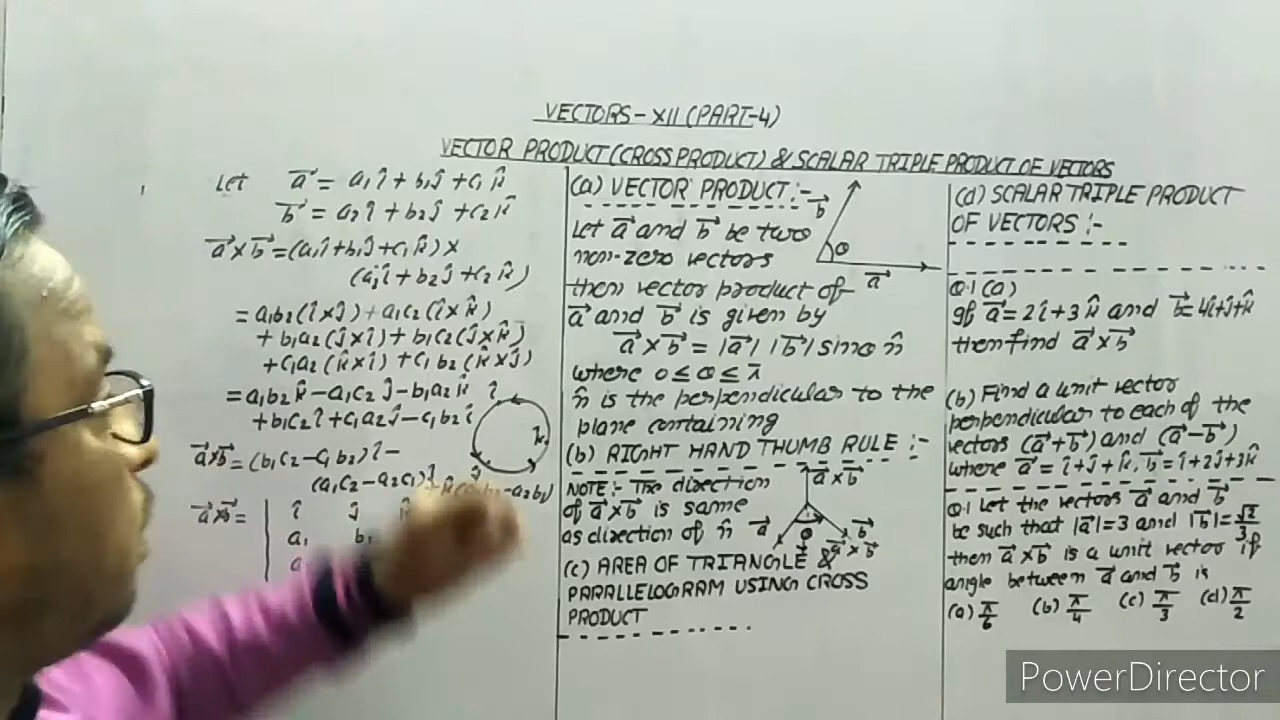 VECTORS-XII (PART-4)
VECTOR PRODUCT (CROSS PRODUCT) & SCALAR TRIPLE PRODUCT OF VECTORS
Let a⃗ = a₁î + b₁ĵ + c₁k̂
b⃗ = a₂î + b₂ĵ + c₂k̂
a⃗ × b⃗ = (a₁î + b₁ĵ + c₁k̂) ×
(a₂î + b₂ĵ + c₂k̂)
= a₁b₂(î × ĵ) + a₁c₂(î × k̂)
+ b₁a₂(ĵ × î) + b₁c₂(ĵ × k̂)
+ c₁a₂(k̂ × î) + c₁b₂(k̂ × ĵ)
= a₁b₂k̂ - a₁c₂ĵ - b₁a₂k̂
+ b₁c₂î + c₁a₂ĵ - c₁b₂î
î
k̂
ĵ
a⃗×b⃗ = (b₁c₂ - c₁b₂)î -
(a₁c₂ - a₂c₁)ĵ - a₂b₁)
a⃗×b⃗ = | î ĵ k̂
a₁ b₁
a
(a) VECTOR PRODUCT :-
b⃗
θ
a⃗
Let a⃗ and b⃗ be two
non-zero vectors
then vector product of
a⃗ and b⃗ is given by
a⃗ × b⃗ = |a⃗| |b⃗| sinθ n̂
where 0 ≤ θ ≤ π
n̂ is the perpendicular to the
plane containing
(b) RIGHT HAND THUMB RULE :-
NOTE :- The direction
of a⃗ × b⃗ is same
as direction of n̂
a⃗ × b⃗
a⃗
θ
b⃗
a⃗ × b⃗
(c) AREA OF TRIANGLE &
PARALLELOGRAM USING CROSS
PRODUCT
(d) SCALAR TRIPLE PRODUCT
OF VECTORS :-
Q.1 (a)
If a⃗ = 2î + 3k̂ and b⃗ = 4î + ĵ + k̂
then find a⃗ × b⃗
(b) Find a unit vector
perpendicular to each of the
vectors (a⃗ + b⃗) and (a⃗ - b⃗)
where a⃗ = î + ĵ + k̂, b⃗ = î + 2ĵ + 3k̂
Q.1 Let the vectors a⃗ and b⃗
be such that |a⃗| = 3 and |b⃗| = √2/3
then a⃗ × b⃗ is a unit vector if
angle between a⃗ and b⃗ is
(a) π/6 (b) π/4 (c) π/3 (d) π/2
PowerDirector